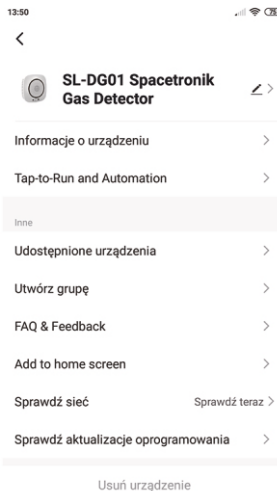 13:50
SL-DG01 Spacetronik
Gas Detector
Informacje o urządzeniu
Tap-to-Run and Automation
Inne
Udostępnione urządzenia
Utwórz grupę
FAQ & Feedback
Add to home screen
Sprawdź sieć Sprawdź teraz
Sprawdź aktualizacje oprogramowania
Usuń urządzenie